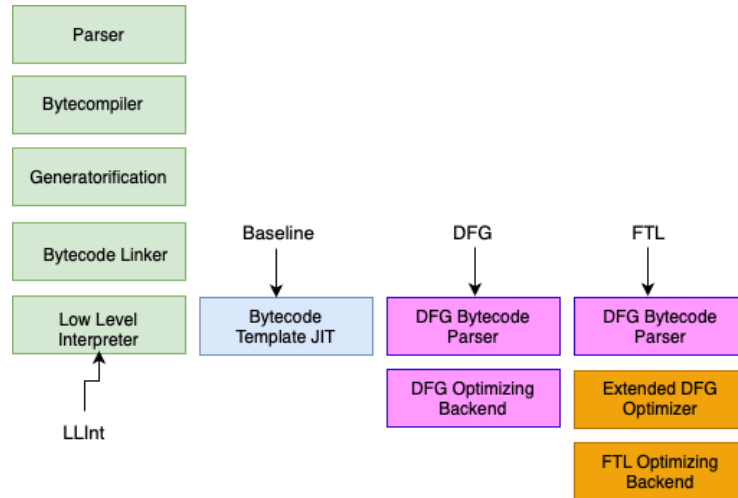 Parser
Bytecompiler
Generatorification
Bytecode Linker
Baseline
DFG
FTL
Low Level
Interpreter
Bytecode
Template JIT
DFG Bytecode
Parser
DFG Bytecode
Parser
DFG Optimizing
Backend
Extended DFG
Optimizer
LLInt
FTL Optimizing
Backend